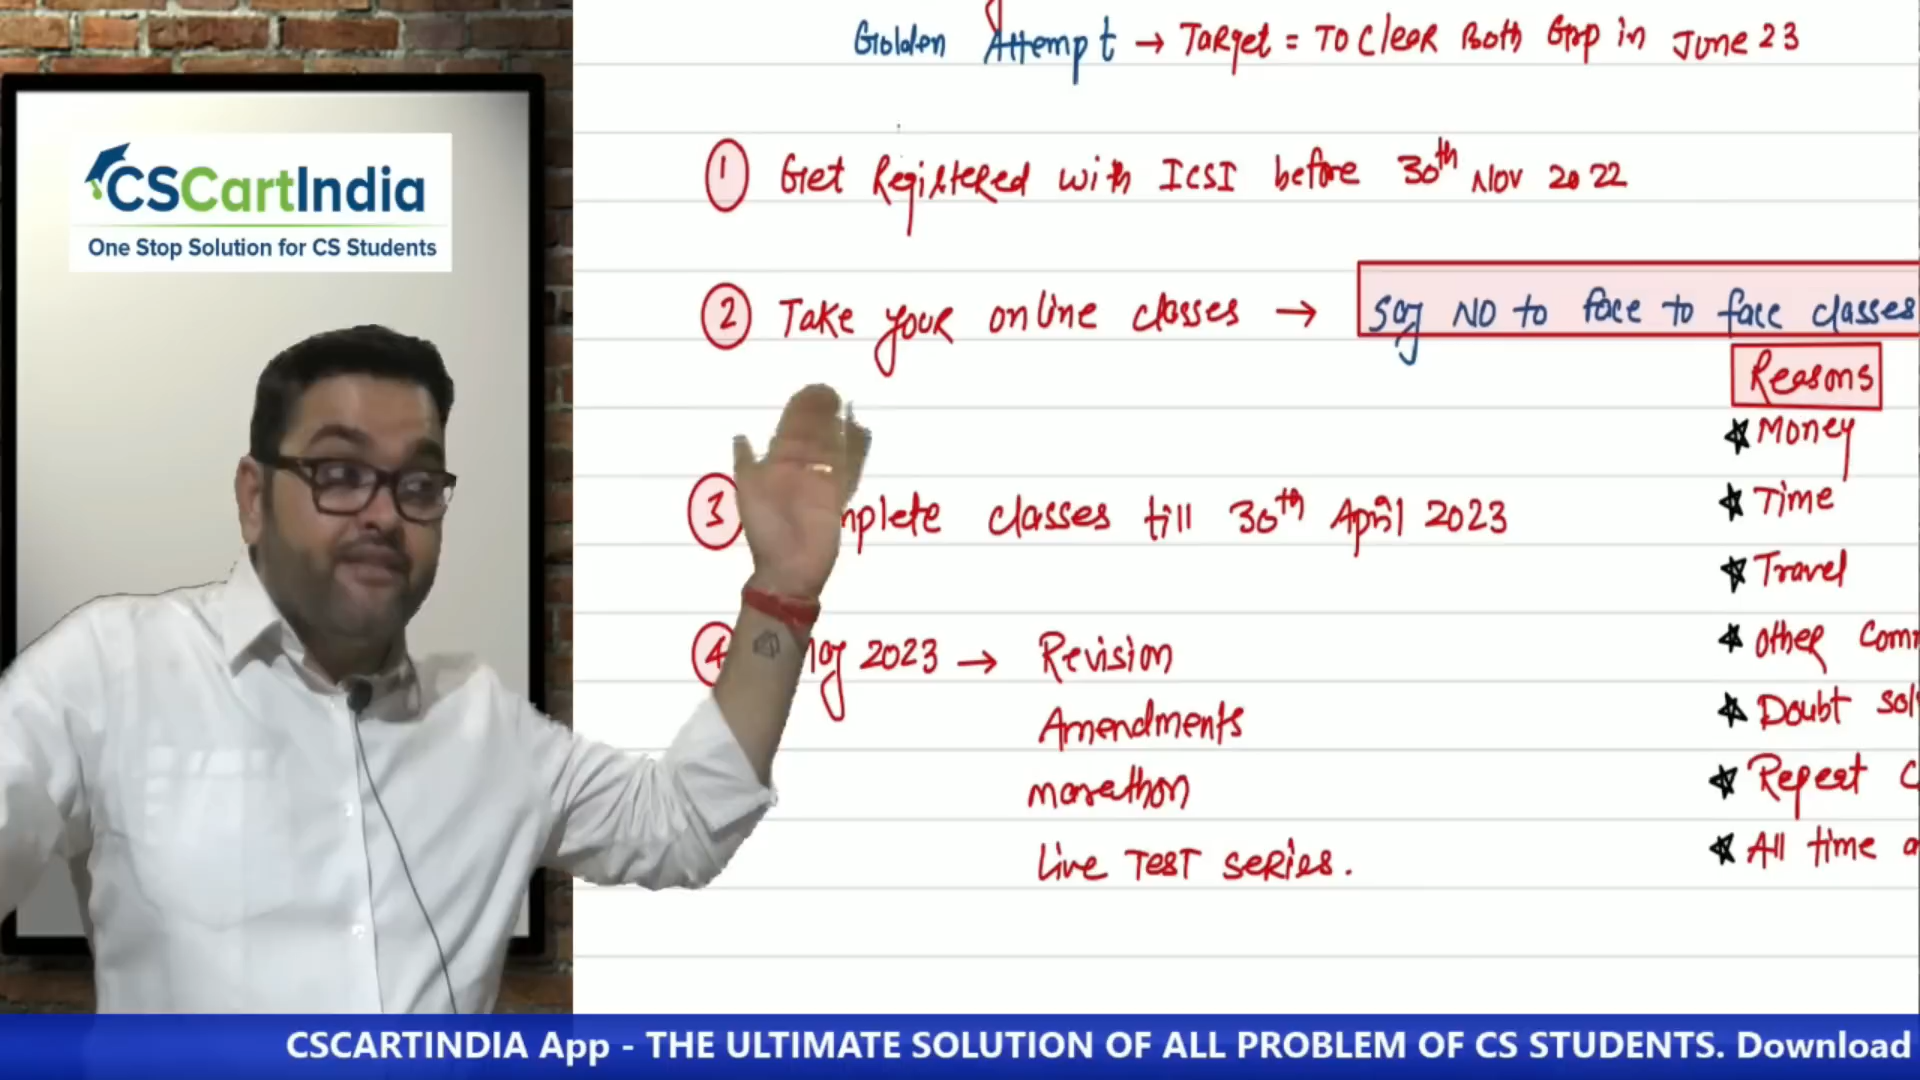 Golden Attempt → Target = To Clear Both Grp in June 23
CSCartIndia
One Stop Solution for CS Students
1 Get Registered with ICSI before 30th Nov 2022
2 Take your online classes → Say NO to face to face classes
Reasons
★ Money
3 mplete classes till 30th April 2023
★ Time
★ Travel
4 2023 → Revision
★ Other
Amendments
★ Doubt
marathon
★ Repeat
Live Test Series.
★ All time
CSCARTINDIA App - THE ULTIMATE SOLUTION OF ALL PROBLEM OF CS STUDENTS. Download